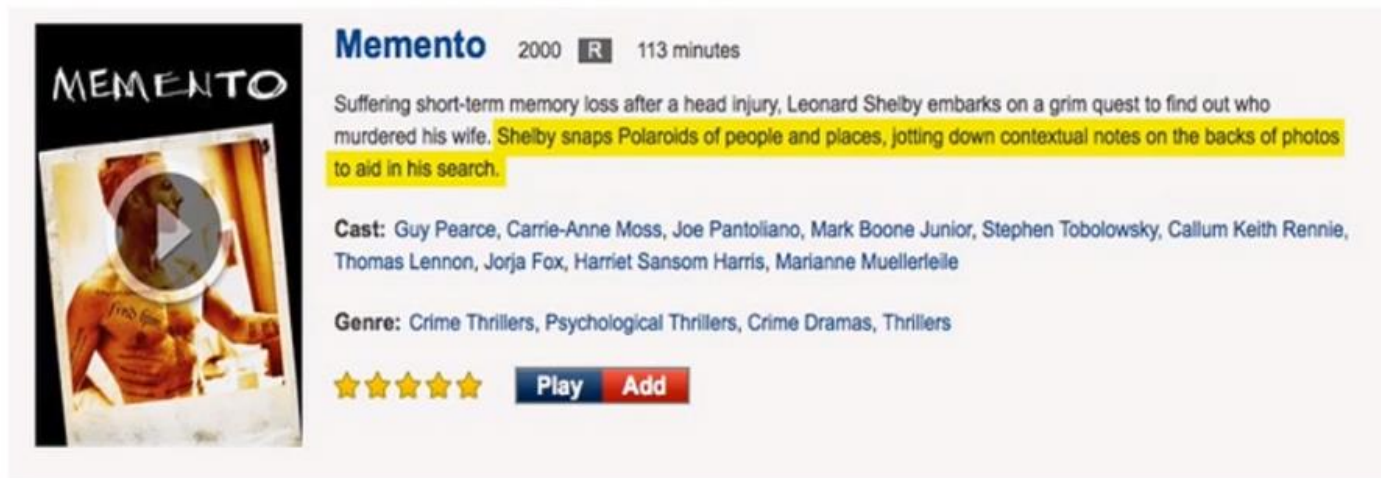 MEMENTO
Memento 2000 R 113 minutes
Suffering short-term memory loss after a head injury, Leonard Shelby embarks on a grim quest to find out who
murdered his wife. Shelby snaps Polaroids of people and places, jotting down contextual notes on the backs of photos
to aid in his search.
Cast: Guy Pearce, Carrie-Anne Moss, Joe Pantoliano, Mark Boone Junior, Stephen Tobolowsky, Callum Keith Rennie,
Thomas Lennon, Jorja Fox, Harriet Sansom Harris, Marianne Muellerleile
Genre: Crime Thrillers, Psychological Thrillers, Crime Dramas, Thrillers
Play Add